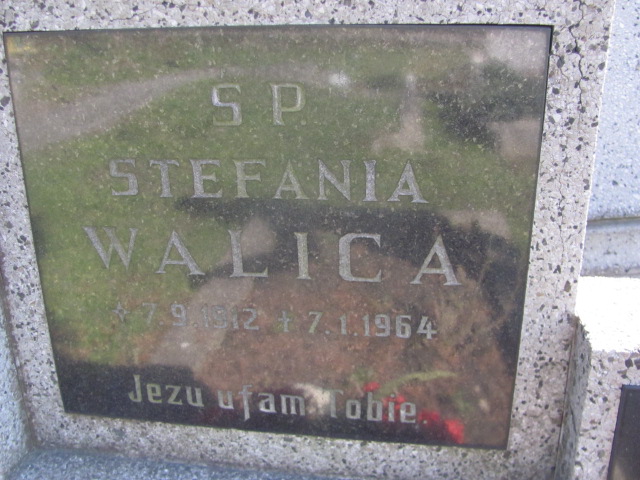 SP.
STEFANIA
WALICA
* 7.9.1912 + 7.1.1964
Jezu ufam Tobie.